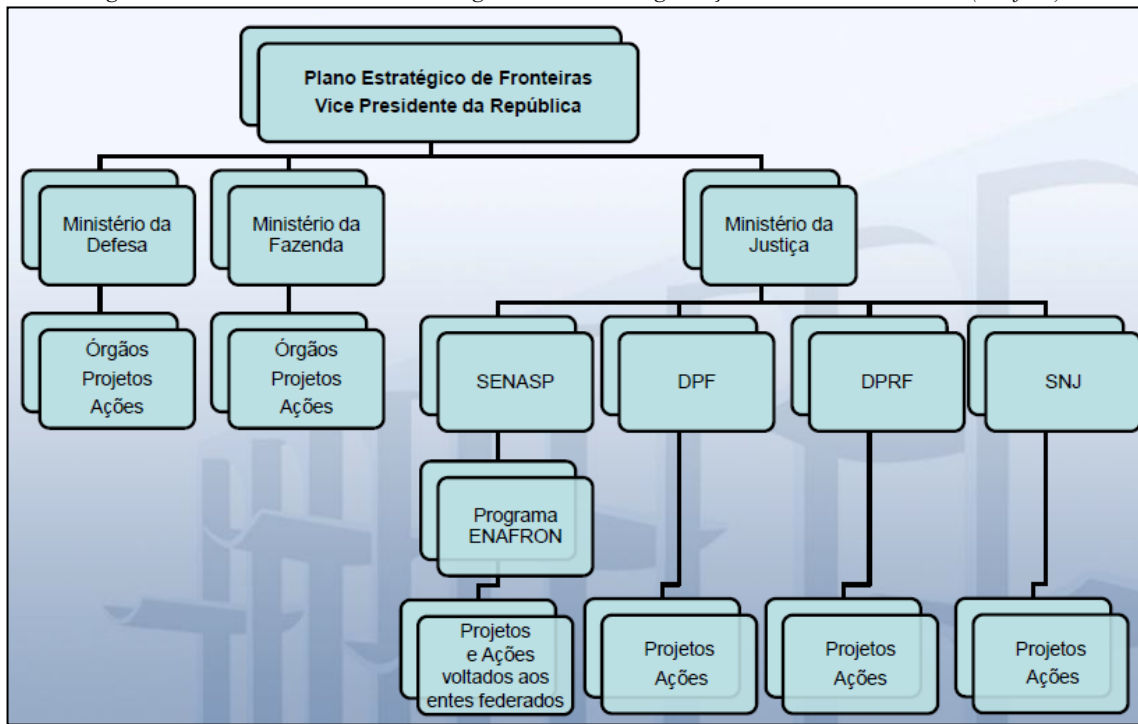 Plano Estratégico de Fronteiras
Vice Presidente da República
Ministério da
Defesa
Ministério da
Fazenda
Ministério da
Justiça
Órgãos
Projetos
Ações
Órgãos
Projetos
Ações
SENASP
DPF
DPRF
SNJ
Programa
ENAFRON
Projetos
e Ações
voltados aos
entes federados
Projetos
Ações
Projetos
Ações
Projetos
Ações